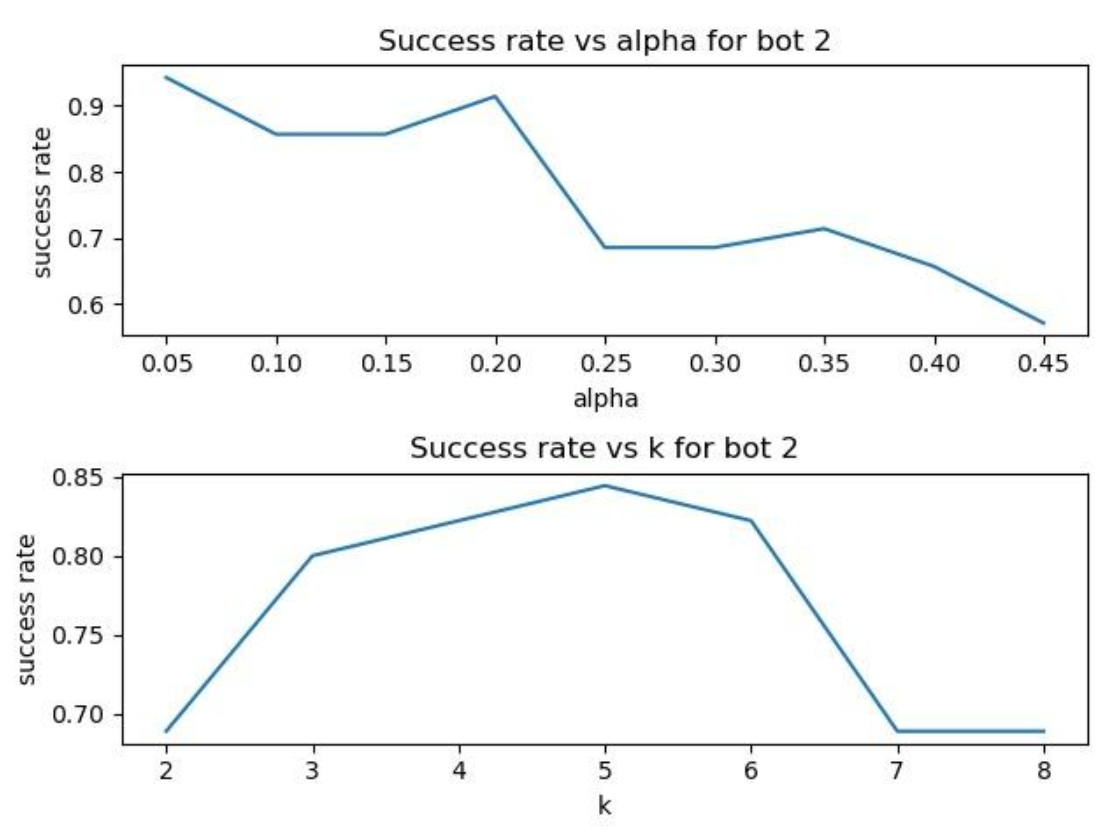 Success rate vs alpha for bot 2
success rate
0.9
0.8
0.7
0.6
0.05 0.10 0.15 0.20 0.25 0.30 0.35 0.40 0.45
alpha
Success rate vs k for bot 2
success rate
0.85
0.80
0.75
0.70
2 3 4 5 6 7 8
k